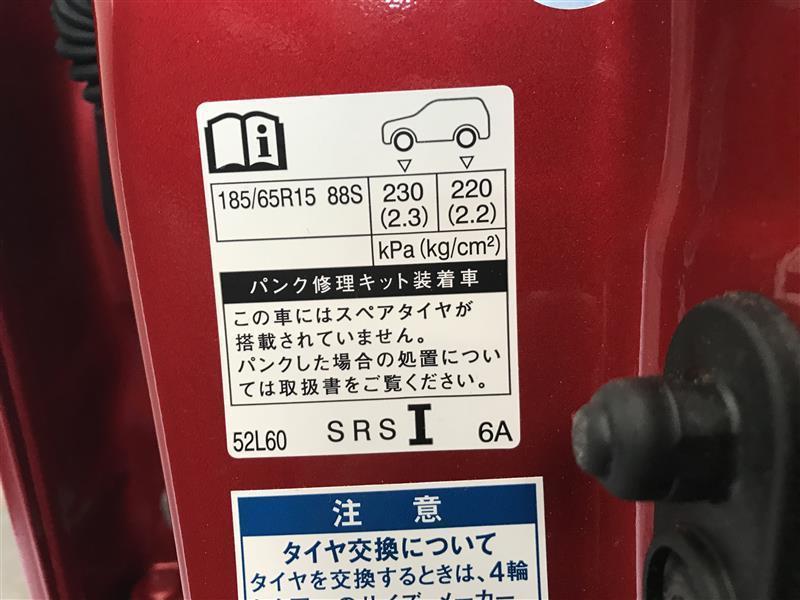 i
185/65R15 88S 230 220
(2.3) (2.2)
kPa(kg/cm²)
パンク修理キット装着車
この車にはスペアタイヤが
搭載されていません。
パンクした場合の処置につい
ては取扱書をご覧ください。
52L60 SRS I 6A
注意
タイヤ交換について
タイヤを交換するときは、4輪